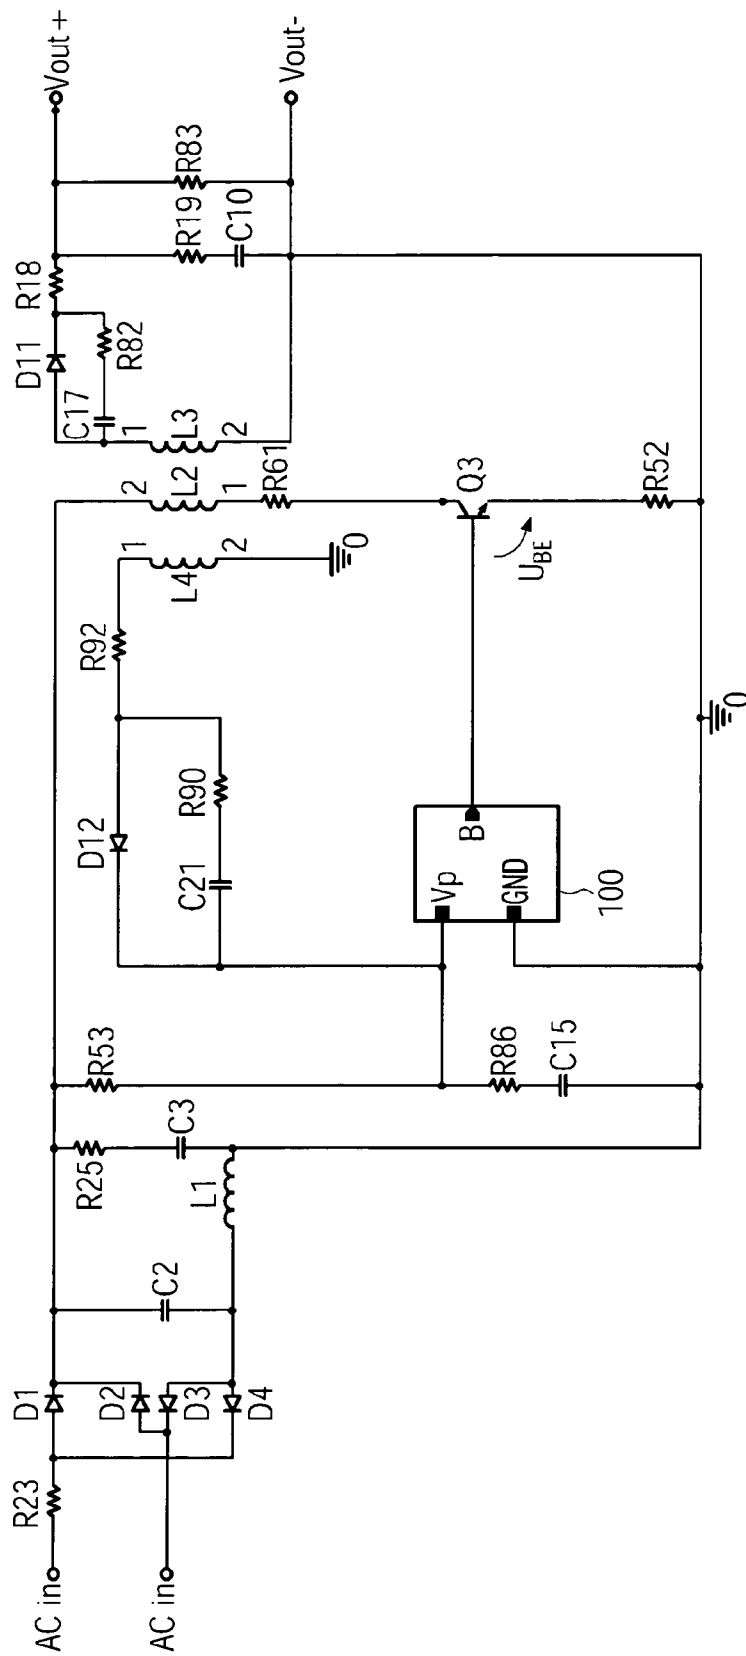 AC in
AC in
R23
D1
D2
D3
D4
C2
L1
R25
C3
R53
R86
C15
D12
C21
R90
R92
Vp
GND
B
100
L4
1
2
0
2
L2
1
R61
Q3
UBE
R52
0
1
L3
2
C17
D11
R82
R18
R19
C10
R83
Vout+
Vout-